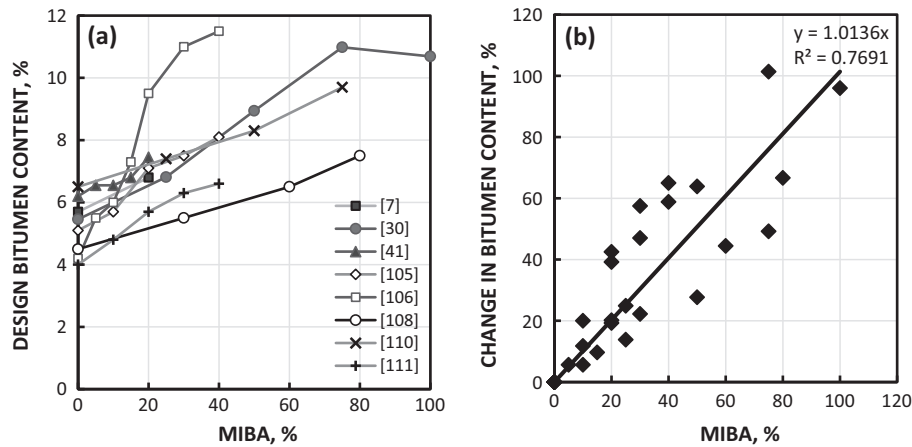 (a)
DESIGN BITUMEN CONTENT, %
12
10
8
6
4
2
0
0 20 40 60 80 100
MIBA, %
[7]
[30]
[41]
[105]
[106]
[108]
[110]
[111]
(b)
y = 1.0136x
R² = 0.7691
CHANGE IN BITUMEN CONTENT, %
120
100
80
60
40
20
0
0 20 40 60 80 100 120
MIBA, %